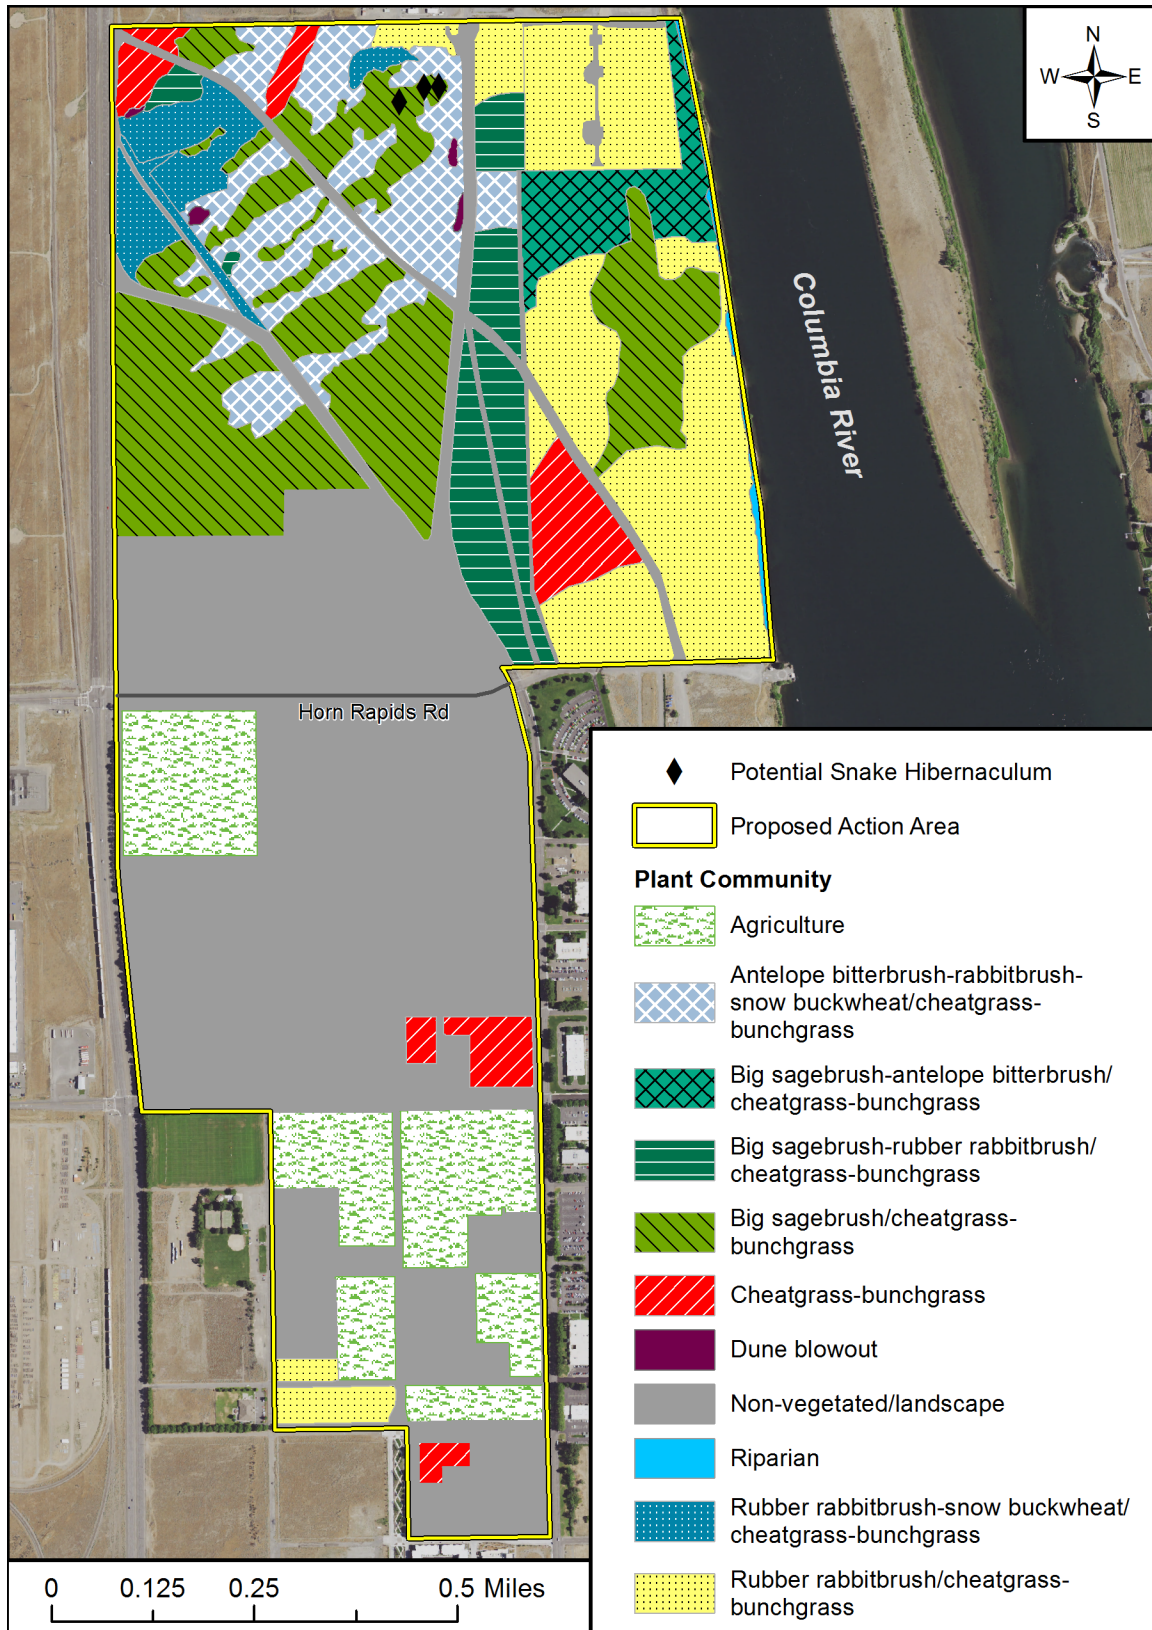 N
W E
S
Columbia River
Horn Rapids Rd
Potential Snake Hibernaculum
Proposed Action Area
Plant Community
Agriculture
Antelope bitterbrush-rabbitbrush-
snow buckwheat/cheatgrass-
bunchgrass
Big sagebrush-antelope bitterbrush/
cheatgrass-bunchgrass
Big sagebrush-rubber rabbitbrush/
cheatgrass-bunchgrass
Big sagebrush/cheatgrass-
bunchgrass
Cheatgrass-bunchgrass
Dune blowout
Non-vegetated/landscape
Riparian
Rubber rabbitbrush-snow buckwheat/
cheatgrass-bunchgrass
Rubber rabbitbrush/cheatgrass-
bunchgrass
0 0.125 0.25 0.5 Miles